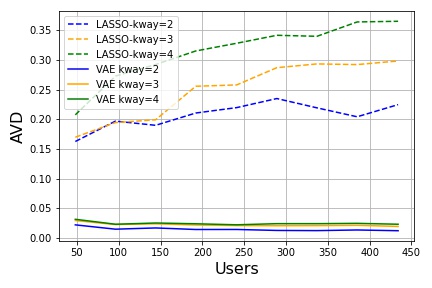 0.35
0.30
0.25
0.20
0.15
0.10
0.05
0.00
AVD
LASSO-kway=2
LASSO-kway=3
LASSO-kway=4
VAE kway=2
VAE kway=3
VAE kway=4
50 100 150 200 250 300 350 400 450
Users